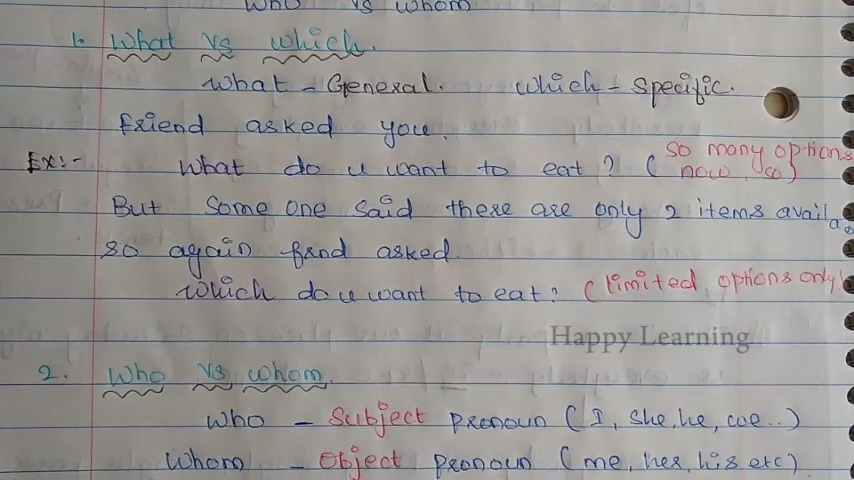 who vs whom
1. What vs which.
what - General. which - specific.
friend asked you.
Ex:- What do u want to eat? (so many options
now, so)
But some one said there are only 2 items availa
so again frnd asked.
which do u want to eat? (limited options only)
Happy Learning
2. Who vs whom.
who - Subject pronoun (I, she, he, we..)
Whom - object pronoun (me, her, his etc)